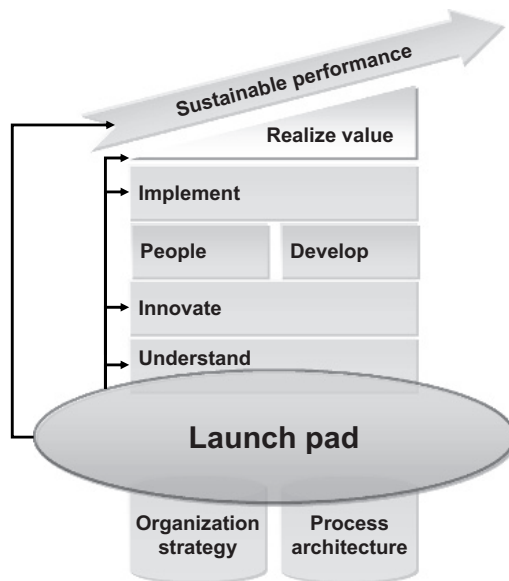 Sustainable performance
Realize value
Implement
People
Develop
Innovate
Understand
Launch pad
Organization
strategy
Process
architecture